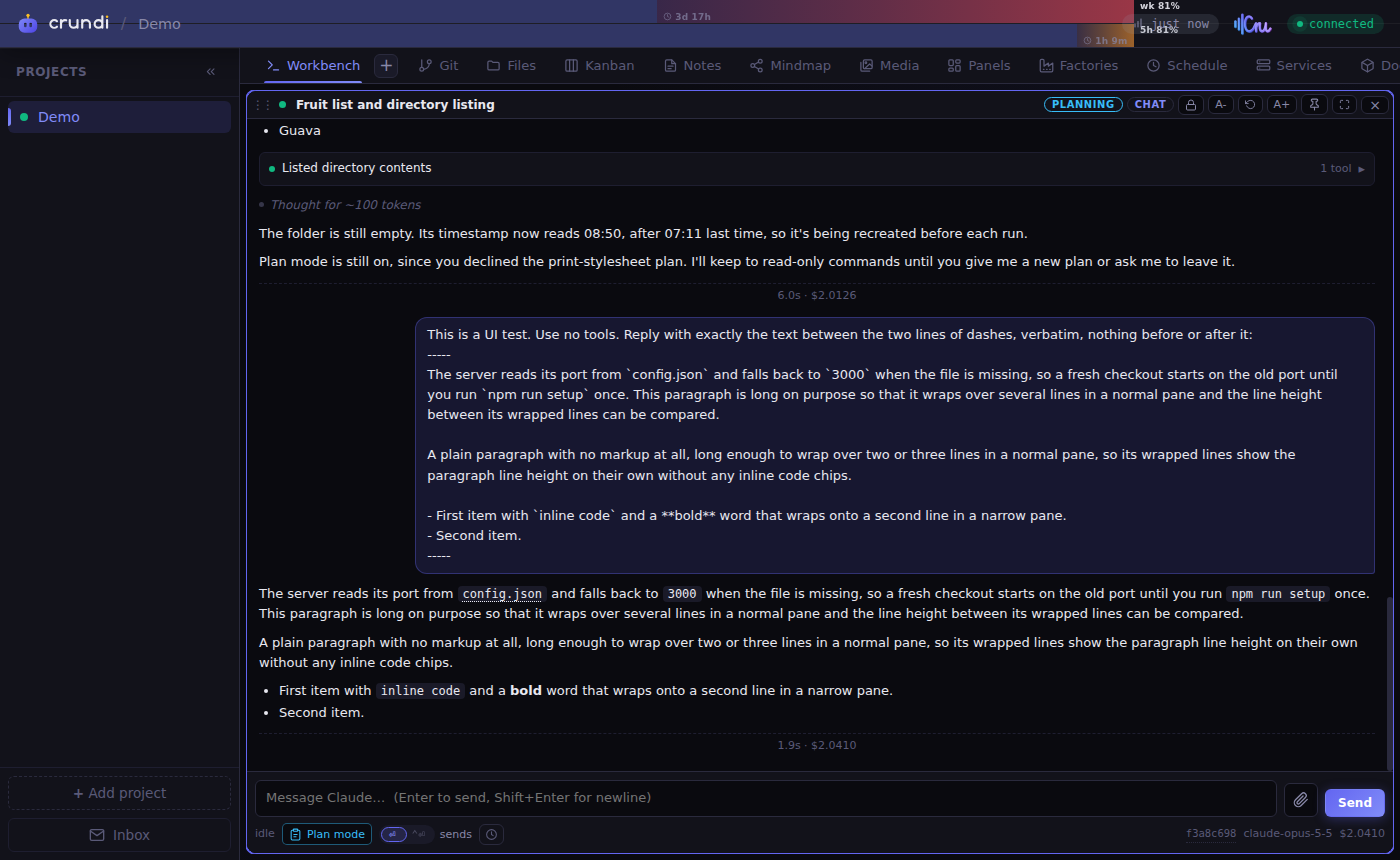 crundi / Demo
3d 17h
wk 81%
1h 9m
5h 81%
just now
connected
PROJECTS
Demo
+ Add project
Inbox
Workbench
+
Git
Files
Kanban
Notes
Mindmap
Media
Panels
Factories
Schedule
Services
Do
Fruit list and directory listing
PLANNING
CHAT
A-
A+
• Guava
Listed directory contents
1 tool
Thought for ~100 tokens
The folder is still empty. Its timestamp now reads 08:50, after 07:11 last time, so it's being recreated before each run.
Plan mode is still on, since you declined the print-stylesheet plan. I'll keep to read-only commands until you give me a new plan or ask me to leave it.
6.0s · $2.0126
This is a UI test. Use no tools. Reply with exactly the text between the two lines of dashes, verbatim, nothing before or after it:
-----
The server reads its port from `config.json` and falls back to `3000` when the file is missing, so a fresh checkout starts on the old port until
you run `npm run setup` once. This paragraph is long on purpose so that it wraps over several lines in a normal pane and the line height
between its wrapped lines can be compared.
A plain paragraph with no markup at all, long enough to wrap over two or three lines in a normal pane, so its wrapped lines show the
paragraph line height on their own without any inline code chips.
- First item with `inline code` and a **bold** word that wraps onto a second line in a narrow pane.
- Second item.
-----
The server reads its port from config.json and falls back to 3000 when the file is missing, so a fresh checkout starts on the old port until you run npm run setup once.
This paragraph is long on purpose so that it wraps over several lines in a normal pane and the line height between its wrapped lines can be compared.
A plain paragraph with no markup at all, long enough to wrap over two or three lines in a normal pane, so its wrapped lines show the paragraph line height on their own
without any inline code chips.
• First item with inline code and a bold word that wraps onto a second line in a narrow pane.
• Second item.
1.9s · $2.0410
Message Claude… (Enter to send, Shift+Enter for newline)
Send
idle
Plan mode
sends
f3a8c698 claude-opus-5-5 $2.0410